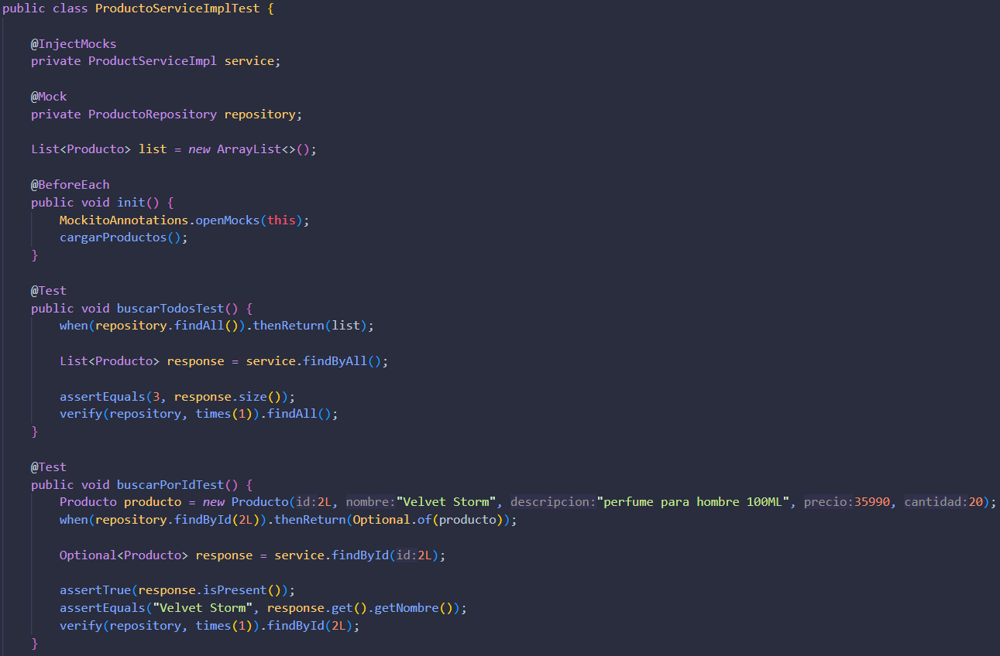 public class ProductoServiceImplTest {
@InjectMocks
private ProductServiceImpl service;
@Mock
private ProductoRepository repository;
List<Producto> list = new ArrayList<>();
@BeforeEach
public void init() {
MockitoAnnotations.openMocks(this);
cargarProductos();
}
@Test
public void buscarTodosTest() {
when(repository.findAll()).thenReturn(list);
List<Producto> response = service.findByAll();
assertEquals(3, response.size());
verify(repository, times(1)).findAll();
}
@Test
public void buscarPorIdTest() {
Producto producto = new Producto(id:2L, nombre:"Velvet Storm", descripcion:"perfume para hombre 100ML", precio:35990, cantidad:20);
when(repository.findById(2L)).thenReturn(Optional.of(producto));
Optional<Producto> response = service.findById(id:2L);
assertTrue(response.isPresent());
assertEquals("Velvet Storm", response.get().getNombre());
verify(repository, times(1)).findById(2L);
}